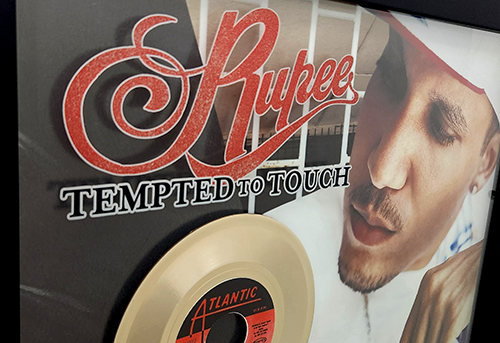 Rupee
TEMPTED TO TOUCH
ATLANTIC